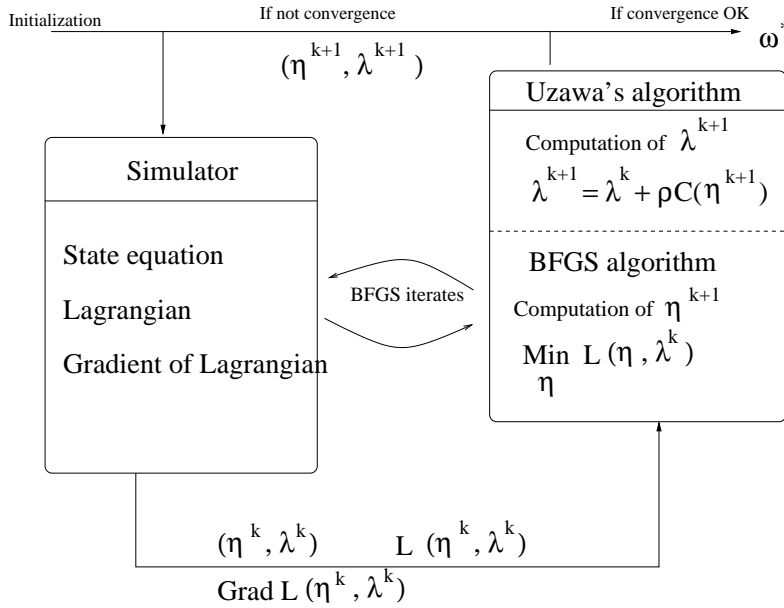 Initialization
If not convergence
If convergence OK
(η^{k+1}, λ^{k+1})
ω*
Simulator
State equation
Lagrangian
Gradient of Lagrangian
BFGS iterates
Uzawa's algorithm
Computation of λ^{k+1}
λ^{k+1} = λ^k + ρC(η^{k+1})
BFGS algorithm
Computation of η^{k+1}
Min L (η, λ^k)
η
(η^k, λ^k) L (η^k, λ^k)
Grad L (η^k, λ^k)